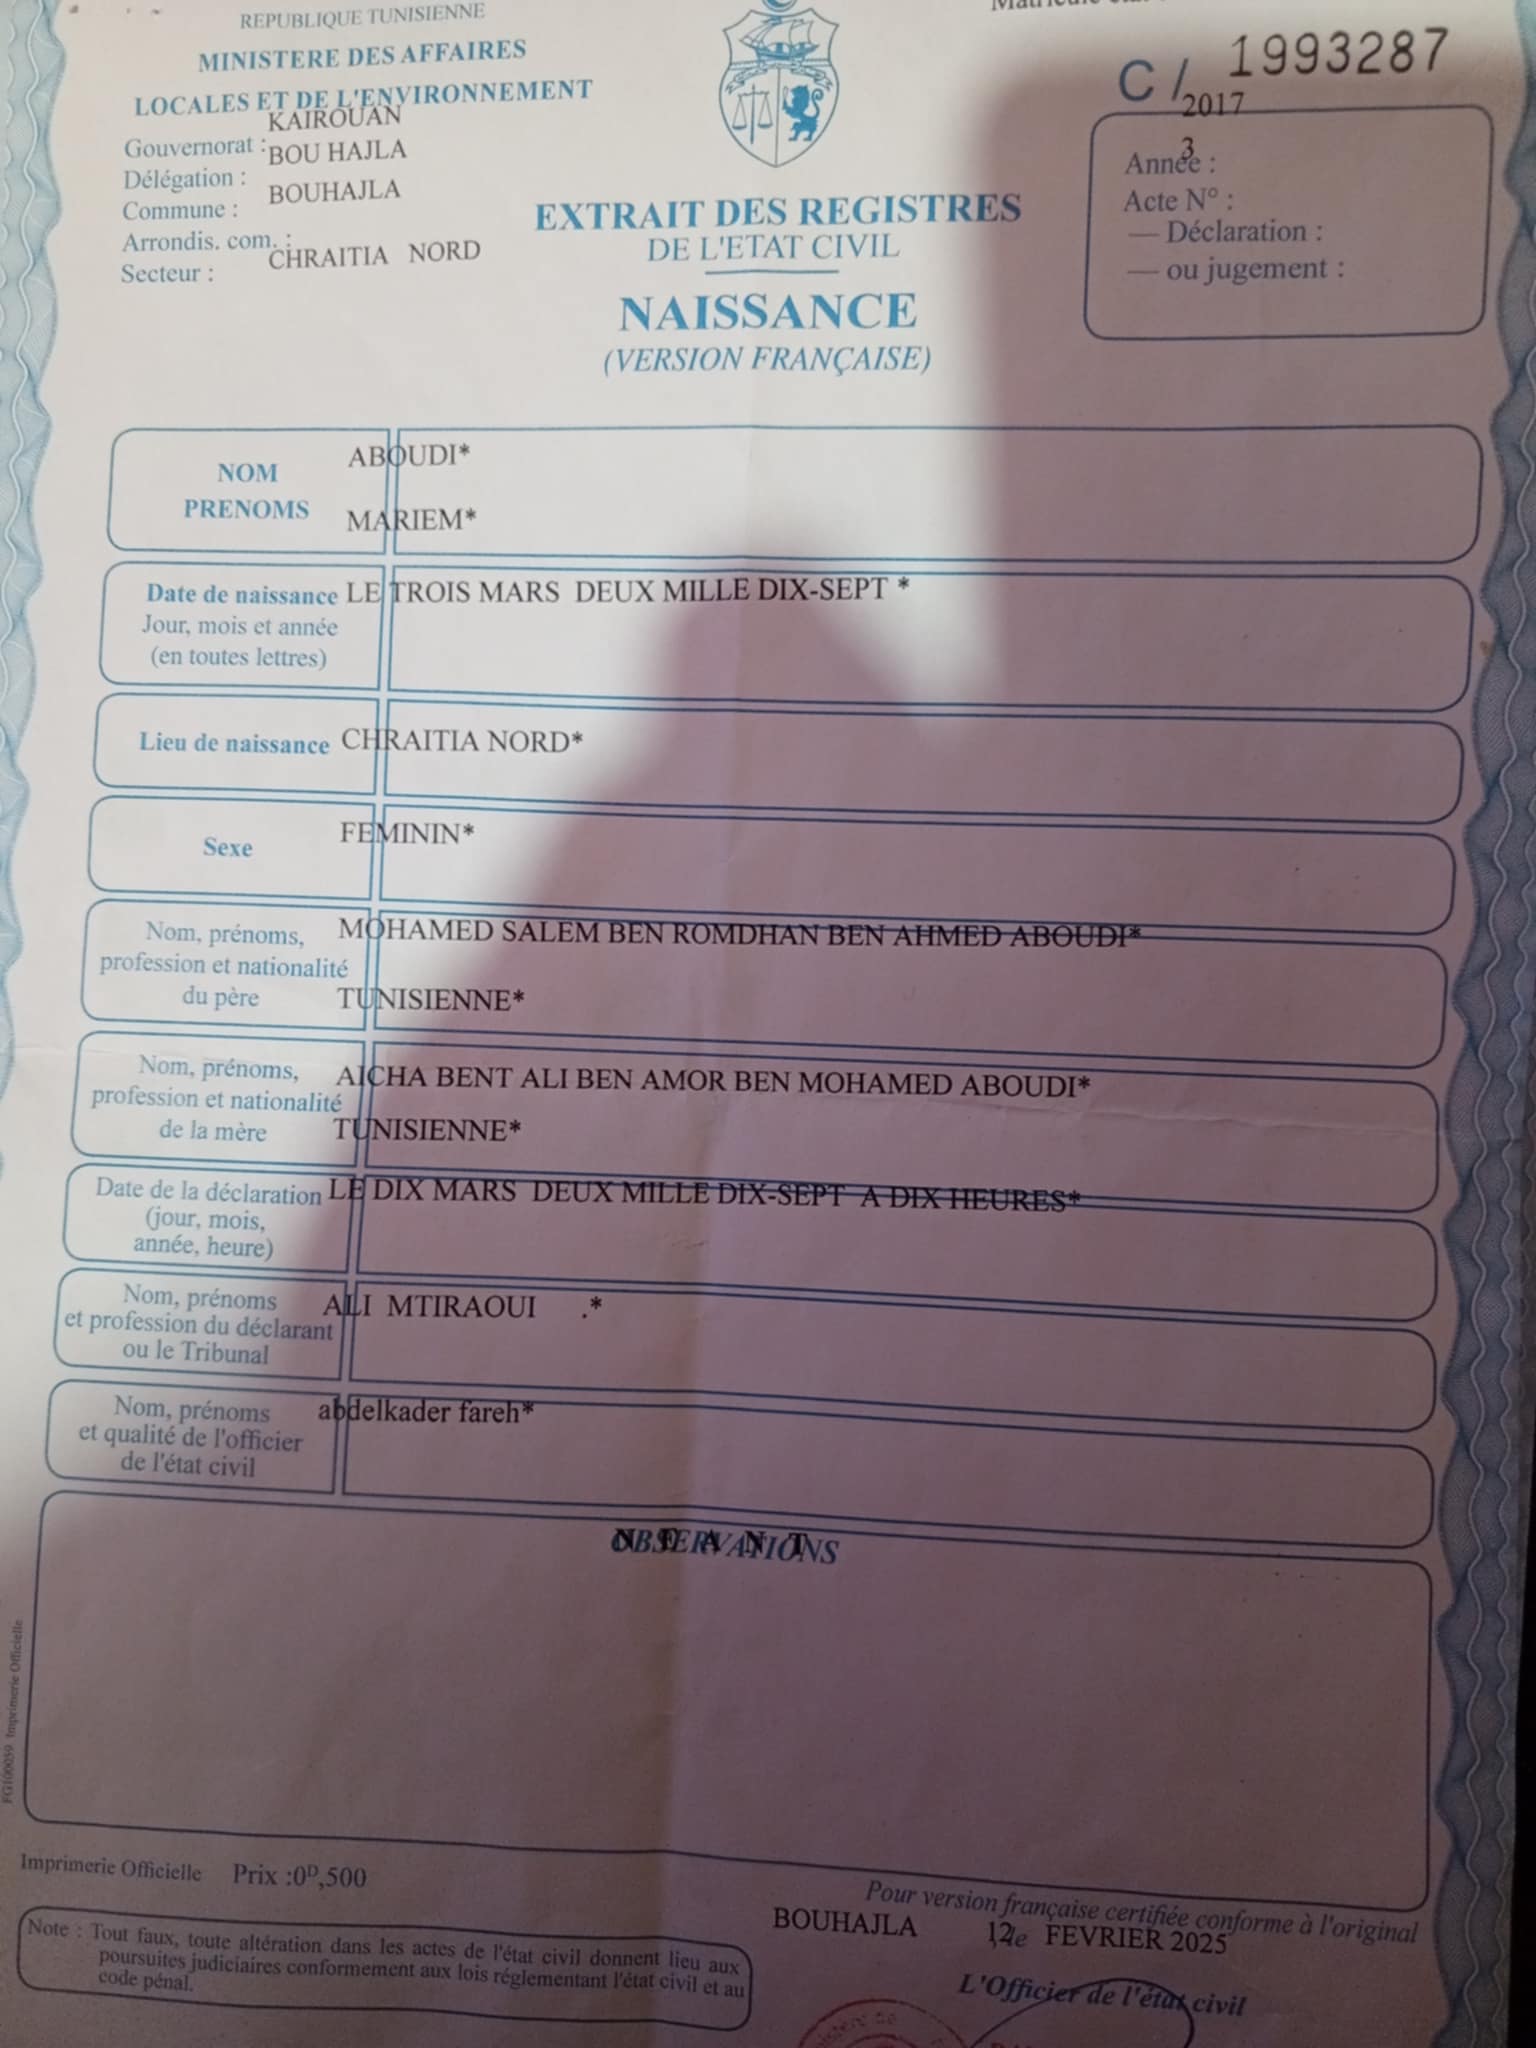 REPUBLIQUE TUNISIENNE
MINISTERE DES AFFAIRES
LOCALES ET DE L'ENVIRONNEMENT
Gouvernorat : KAIROUAN
Délégation : BOU HAJLA
Commune : BOUHAJLA
Arrondis. com. :
Secteur : CHRAITIA NORD
EXTRAIT DES REGISTRES
DE L'ETAT CIVIL
NAISSANCE
(VERSION FRANÇAISE)
C / 1993287
2017
3
Année :
Acte N° :
— Déclaration :
— ou jugement :
NOM ABOUDI*
PRENOMS MARIEM*
Date de naissance LE TROIS MARS DEUX MILLE DIX-SEPT *
Jour, mois et année
(en toutes lettres)
Lieu de naissance CHRAITIA NORD*
Sexe FEMININ*
Nom, prénoms, MOHAMED SALEM BEN ROMDHAN BEN AHMED ABOUDI*
profession et nationalité
du père TUNISIENNE*
Nom, prénoms, AICHA BENT ALI BEN AMOR BEN MOHAMED ABOUDI*
profession et nationalité
de la mère TUNISIENNE*
Date de la déclaration LE DIX MARS DEUX MILLE DIX-SEPT A DIX HEURES*
(jour, mois,
année, heure)
Nom, prénoms ALI MTIRAOUI .*
et profession du déclarant
ou le Tribunal
Nom, prénoms abdelkader fareh*
et qualité de l'officier
de l'état civil
OBSERVATIONS
N E A N T
FG100059 Imprimerie Officielle
Imprimerie Officielle Prix :0ᴰ,500
Note : Tout faux, toute altération dans les actes de l'état civil donnent lieu aux
poursuites judiciaires conformement aux lois réglementant l'état civil et au
code pénal.
Pour version française certifiée conforme à l'original
BOUHAJLA , le 12 FEVRIER 2025
L'Officier de l'état civil